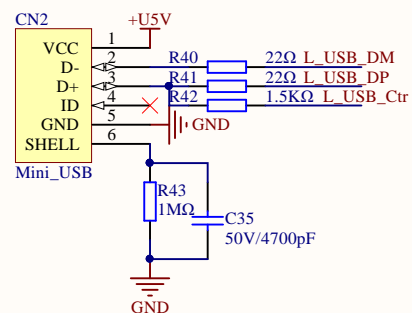 CN2
+U5V
VCC 1
D- 2 R40 22Ω L_USB_DM
D+ 3 R41 22Ω L_USB_DP
ID 4 R42 1.5KΩ L_USB_Ctr
GND 5 GND
SHELL 6
Mini_USB
R43
1MΩ
C35
50V/4700pF
GND